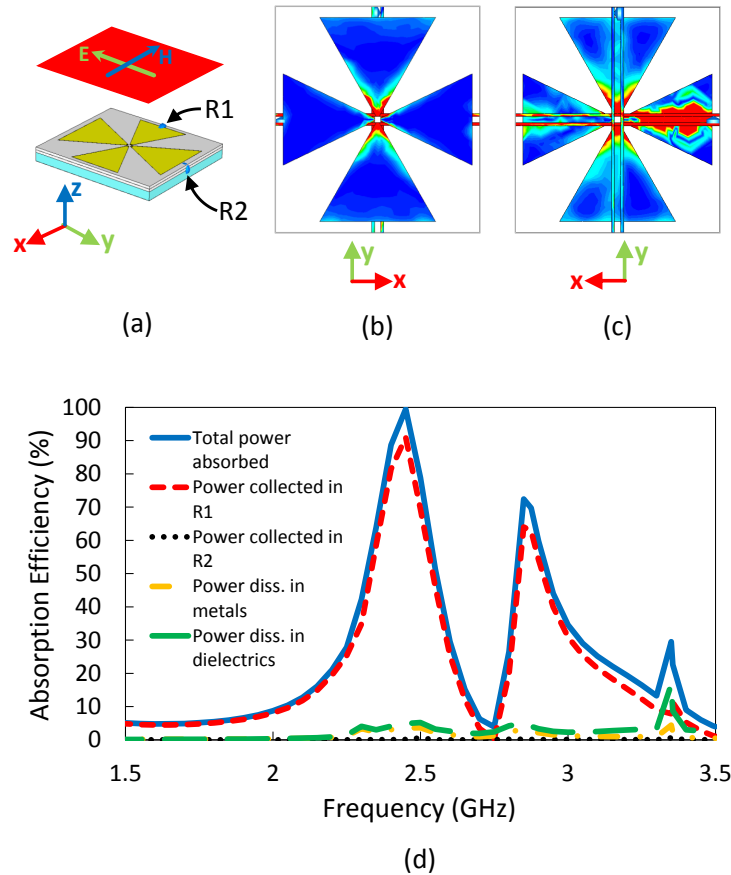 E
H
R1
R2
z
x
y
(a)
y
x
(b)
y
x
(c)
Absorption Efficiency (%)
100
90
80
70
60
50
40
30
20
10
0
Total power
absorbed
Power collected in
R1
Power collected in
R2
Power diss. in
metals
Power diss. in
dielectrics
1.5
2
2.5
3
3.5
Frequency (GHz)
(d)